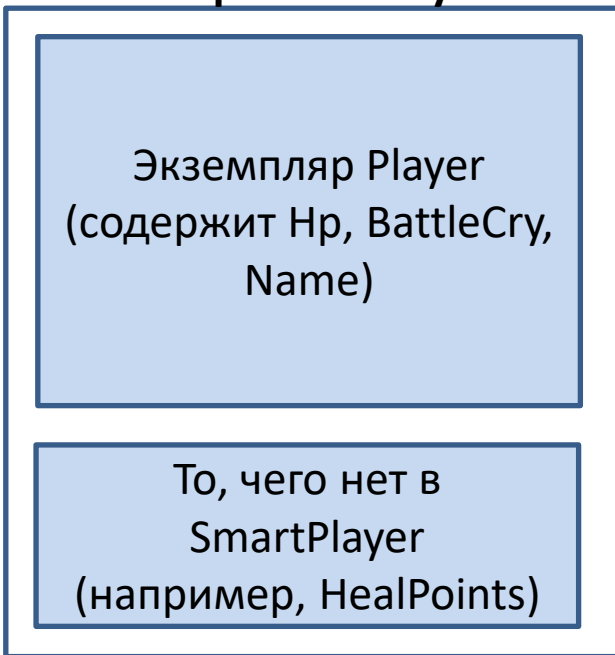 Экземпляр Player
(содержит Hp, BattleCry,
Name)
То, чего нет в
SmartPlayer
(например, HealPoints)